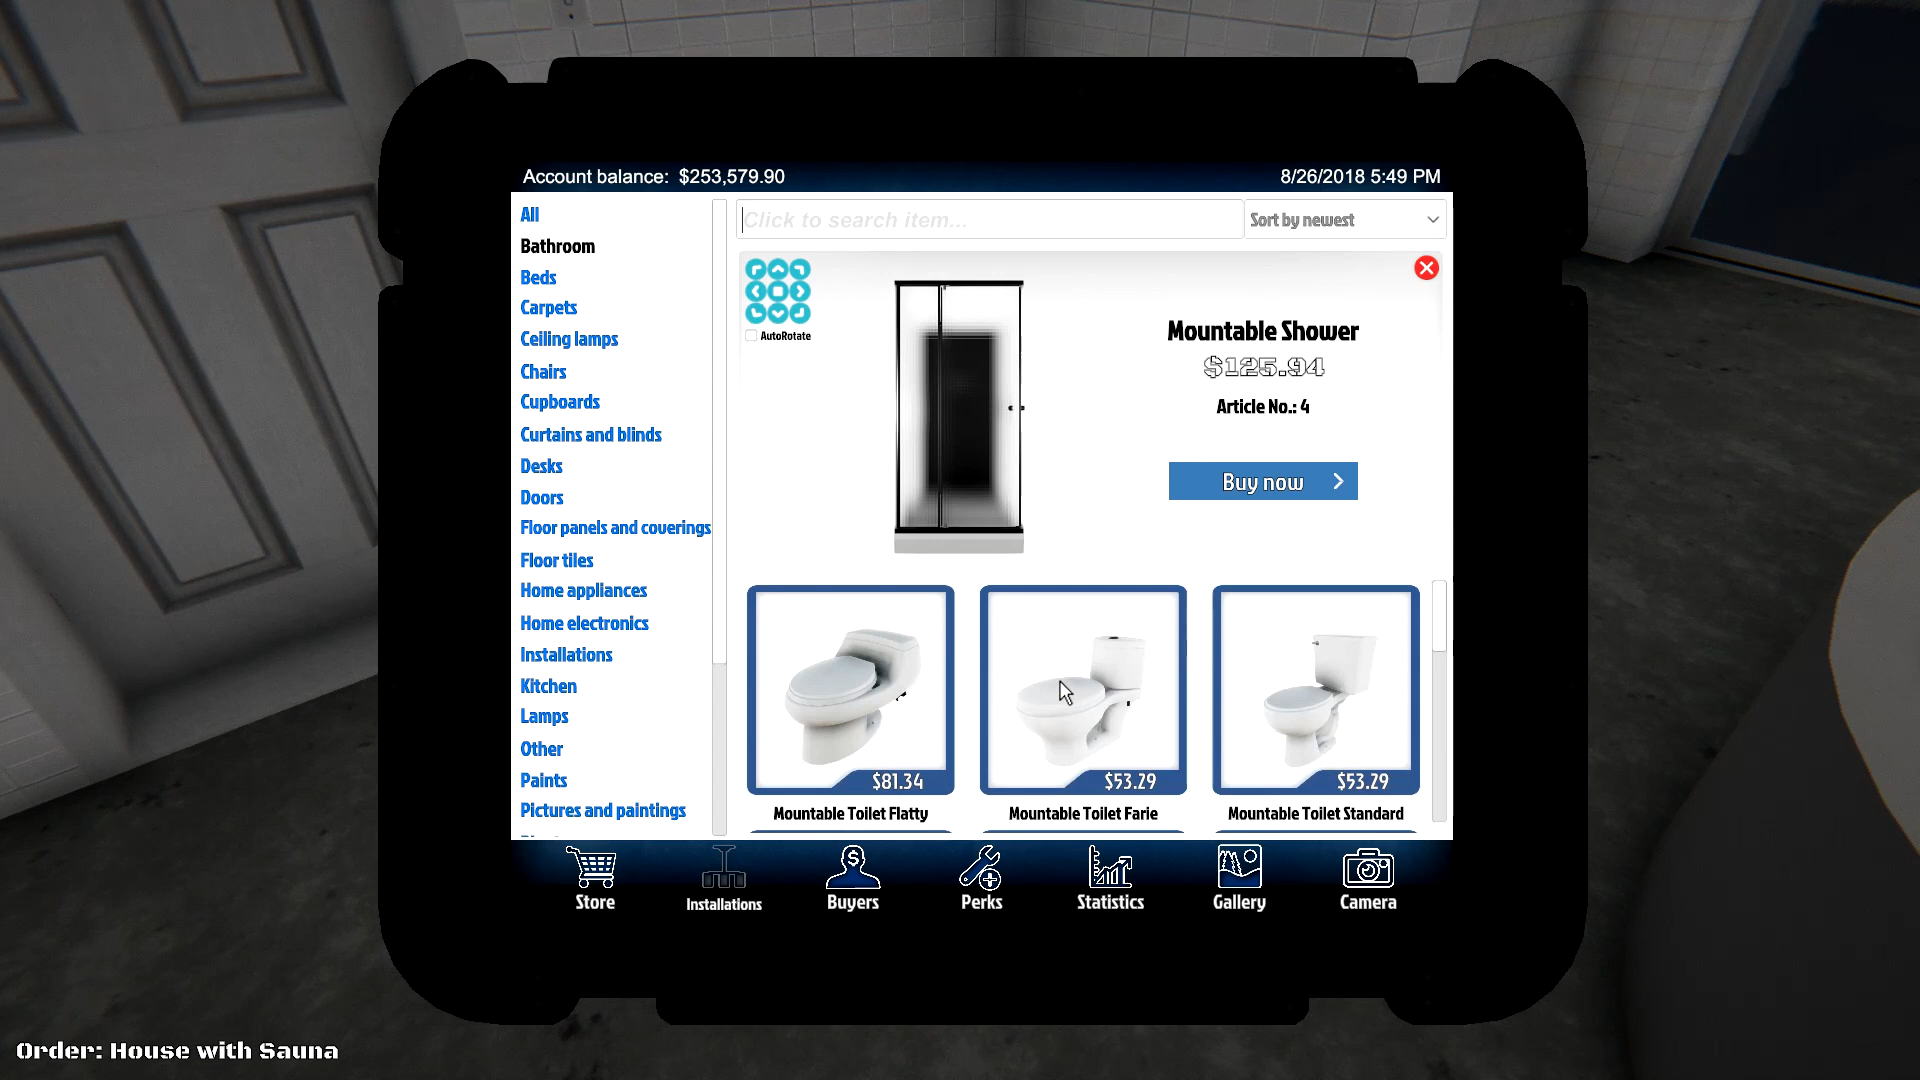 Account balance: $253,579.90
8/26/2018 5:49 PM
All
Bathroom
Beds
Carpets
Ceiling lamps
Chairs
Cupboards
Curtains and blinds
Desks
Doors
Floor panels and coverings
Floor tiles
Home appliances
Home electronics
Installations
Kitchen
Lamps
Other
Paints
Pictures and paintings
Click to search item...
Sort by newest
AutoRotate
Mountable Shower
$125.94
Article No.: 4
Buy now
$81.34
Mountable Toilet Flatty
$53.29
Mountable Toilet Farie
$53.29
Mountable Toilet Standard
Store
Installations
Buyers
Perks
Statistics
Gallery
Camera
Order: House with Sauna